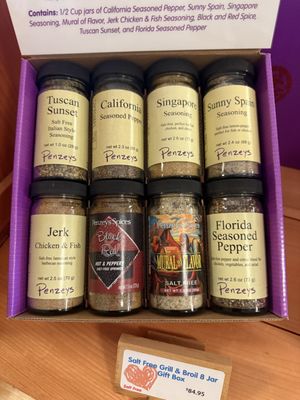 Contains: 1/2 Cup jars of California Seasoned Pepper, Sunny Spain, Singapore
Seasoning, Mural of Flavor, Jerk Chicken & Fish Seasoning, Black and Red Spice,
Tuscan Sunset, and Florida Seasoned Pepper
Tuscan
Sunset
Salt Free
Italian Style
Seasoning
Penzeys
California
Seasoned Pepper
Penzeys
Singapore
Seasoning
Penzeys
Sunny Spain
Seasoning
Penzeys
Jerk
Chicken & Fish
Penzeys
Penzeys Spices
Black
Red
HOT & PEPPERY
MURAL of FLAVOR
SALT FREE
Florida
Seasoned
Pepper
Penzeys
Salt Free Grill & Broil 8 Jar
Gift Box
Salt Free
$84.95